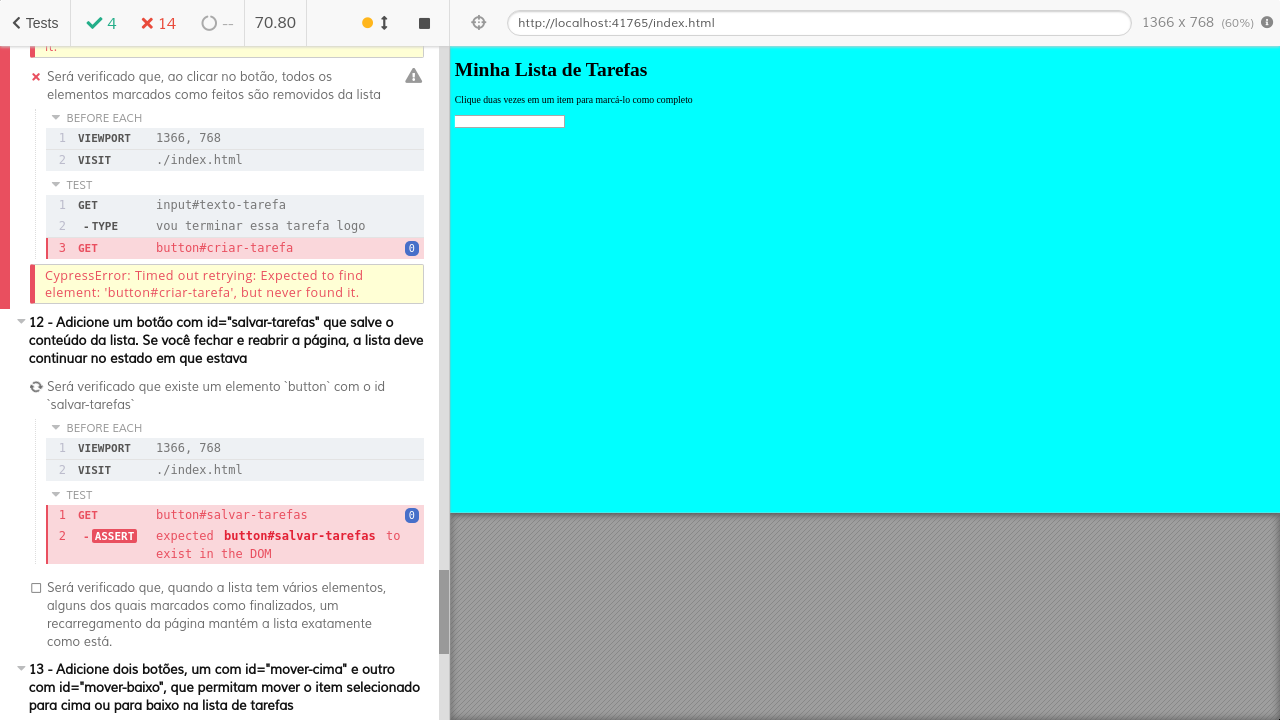 Tests
4
14
--
70.80
http://localhost:41765/index.html
1366 x 768 (60%)
it.
Será verificado que, ao clicar no botão, todos os
elementos marcados como feitos são removidos da lista
BEFORE EACH
1 VIEWPORT 1366, 768
2 VISIT ./index.html
TEST
1 GET input#texto-tarefa
2 -TYPE vou terminar essa tarefa logo
3 GET button#criar-tarefa 0
CypressError: Timed out retrying: Expected to find
element: 'button#criar-tarefa', but never found it.
12 - Adicione um botão com id="salvar-tarefas" que salve o
conteúdo da lista. Se você fechar e reabrir a página, a lista deve
continuar no estado em que estava
Será verificado que existe um elemento `button` com o id
`salvar-tarefas`
BEFORE EACH
1 VIEWPORT 1366, 768
2 VISIT ./index.html
TEST
1 GET button#salvar-tarefas 0
2 -ASSERT expected button#salvar-tarefas to
exist in the DOM
Será verificado que, quando a lista tem vários elementos,
alguns dos quais marcados como finalizados, um
recarregamento da página mantém a lista exatamente
como está.
13 - Adicione dois botões, um com id="mover-cima" e outro
com id="mover-baixo", que permitam mover o item selecionado
para cima ou para baixo na lista de tarefas
Minha Lista de Tarefas
Clique duas vezes em um item para marcá-lo como completo